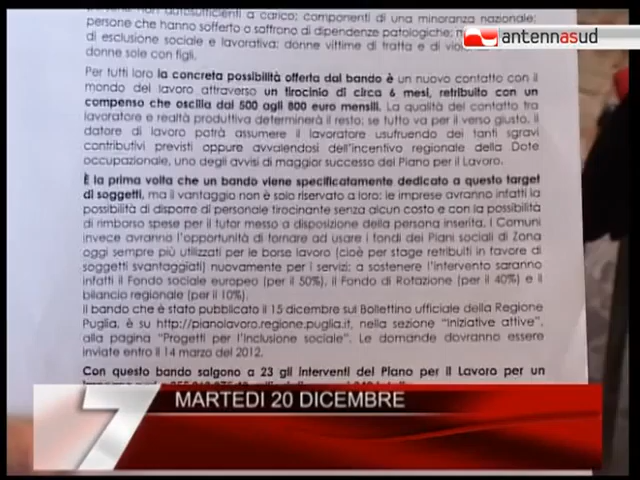 non autosufficienti a carico; componenti di una minoranza nazionale;
persone che hanno sofferto o soffrono di dipendenze patologiche;
di esclusione sociale e lavorativa; donne vittime di tratta e di
donne sole con figli.
antennasud
Per tutti loro la concreta possibilità offerta dal bando è un nuovo contatto con il
mondo del lavoro attraverso un tirocinio di circa 6 mesi, retribuito con un
compenso che oscilla dai 500 agli 800 euro mensili. La qualità del contatto tra
lavoratore e realtà produttiva determinerà il resto: se tutto va per il verso giusto, il
datore di lavoro potrà assumere il lavoratore usufruendo dei tanti sgravi
contributivi previsti oppure avvalendosi dell'incentivo regionale della Dote
occupazionale, uno degli avvisi di maggior successo del Piano per il Lavoro.
È la prima volta che un bando viene specificatamente dedicato a questo target
di soggetti, ma il vantaggio non è solo riservato a loro: le imprese avranno infatti la
possibilità di disporre di personale tirocinante senza alcun costo e con la possibilità
di rimborso spese per il tutor messo a disposizione della persona inserita. I Comuni
invece avranno l'opportunità di tornare ad usare i fondi dei Piani sociali di Zona
oggi sempre più utilizzati per le borse lavoro (cioè per stage retribuiti in favore di
soggetti svantaggiati) nuovamente per i servizi: a sostenere l'intervento saranno
infatti il Fondo sociale europeo (per il 50%), il Fondo di Rotazione (per il 40%) e il
bilancio regionale (per il 10%).
Il bando che è stato pubblicato il 15 dicembre sul Bollettino ufficiale della Regione
Puglia, è su http://pianolavoro.regione.puglia.it, nella sezione "Iniziative attive",
alla pagina "Progetti per l'inclusione sociale". Le domande dovranno essere
inviate entro il 14 marzo del 2012.
Con questo bando salgono a 23 gli interventi del Piano per il Lavoro per un
7
MARTEDI 20 DICEMBRE